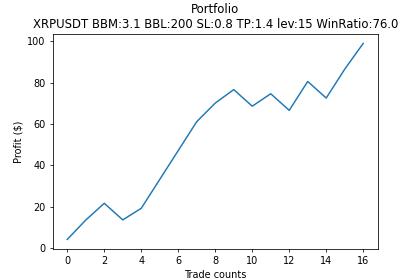 Portfolio
XRPUSDT BBM:3.1 BBL:200 SL:0.8 TP:1.4 lev:15 WinRatio:76.0
100
80
60
40
20
0
Profit ($)
0 2 4 6 8 10 12 14 16
Trade counts